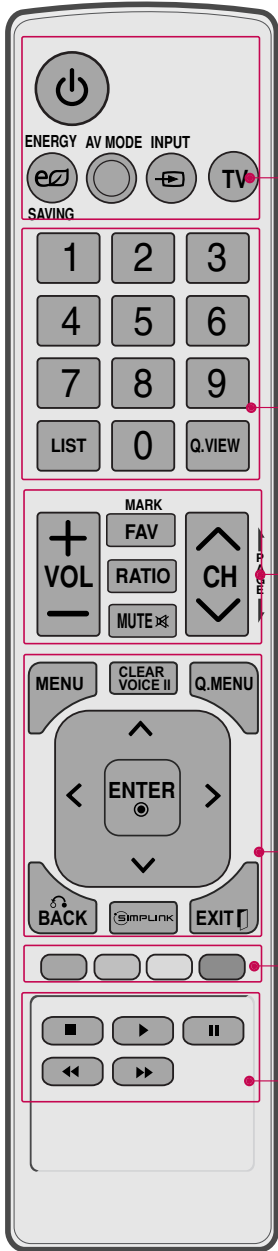 ENERGY AV MODE INPUT
TV
SAVING
1 2 3
4 5 6
7 8 9
LIST 0 Q.VIEW
MARK
FAV
VOL RATIO CH
MUTE
PAGE
MENU CLEAR VOICE II Q.MENU
ENTER
BACK SIMPLINK EXIT